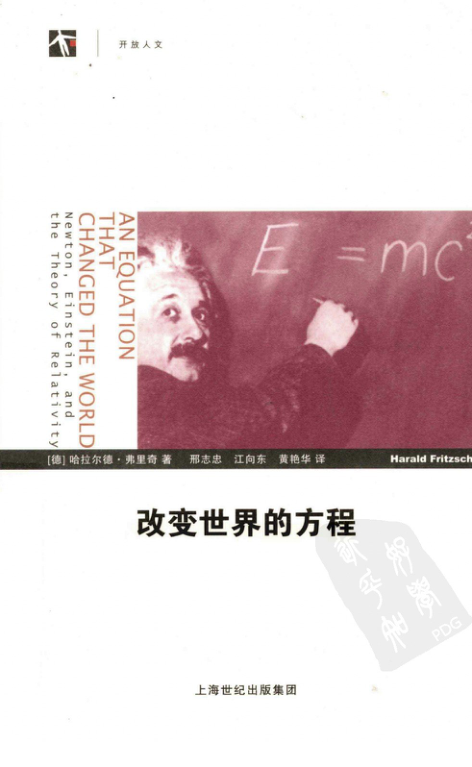 开放人文
AN EQUATION
THAT
CHANGED THE WORLD
Newton, Einstein, and
the Theory of Relativity
E = mc²
[德] 哈拉尔德·弗里奇 著 邢志忠 江向东 黄艳华 译
Harald Fritzsch
改变世界的方程
PDG
上海世纪出版集团